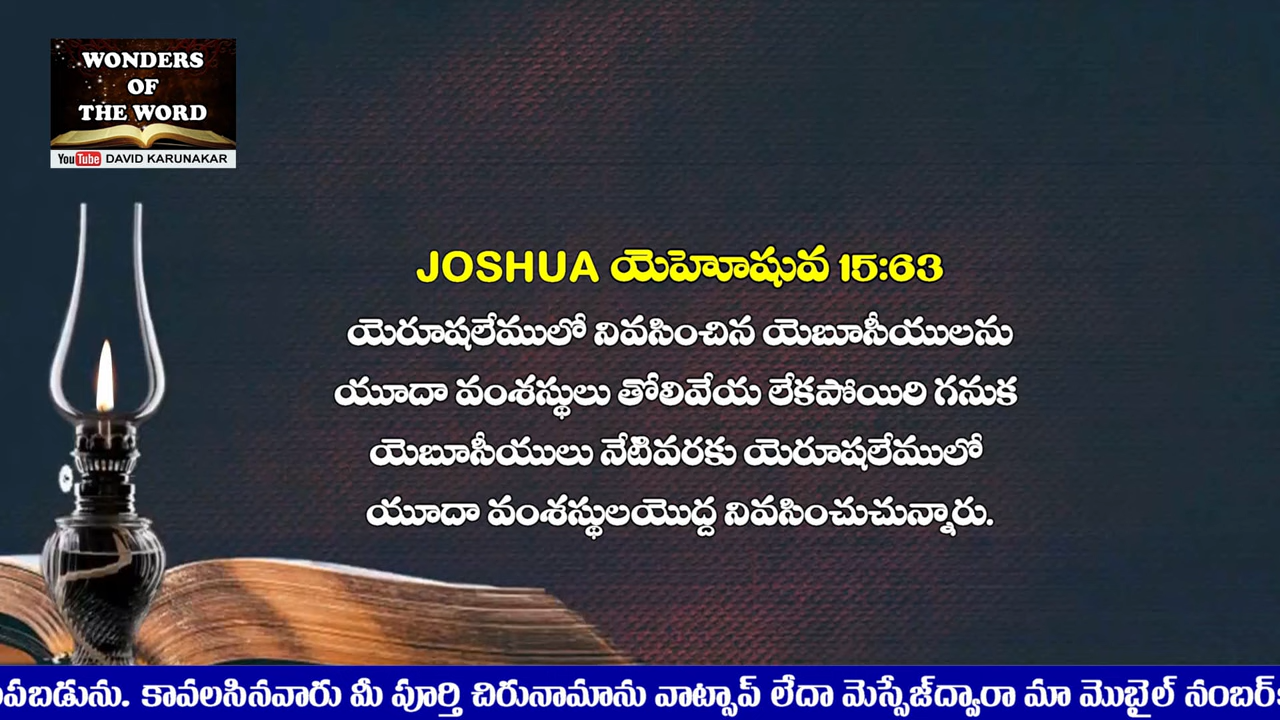 WONDERS
OF
THE WORD
YouTube DAVID KARUNAKAR
JOSHUA యెహోషువ 15:63
యెరూషలేములో నివసించిన యెబూసీయులను
యూదా వంశస్థులు తోలివేయ లేకపోయిరి గనుక
యెబూసీయులు నేటివరకు యెరూషలేములో
యూదా వంశస్థులయొద్ద నివసించుచున్నారు.
కావలసినవారు మీ పూర్తి చిరునామాను వాట్సాప్ లేదా మెస్సేజ్‌ద్వారా మా మొబైల్ నంబర్